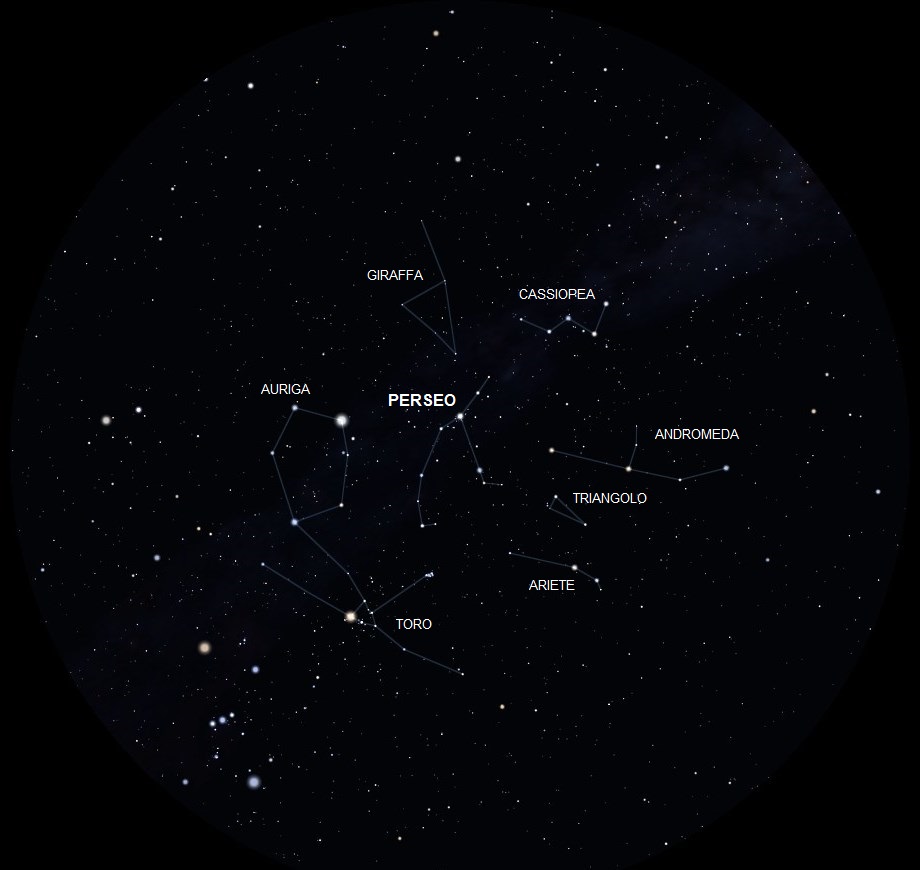 GIRAFFA
CASSIOPEA
AURIGA
PERSEO
ANDROMEDA
TRIANGOLO
ARIETE
TORO